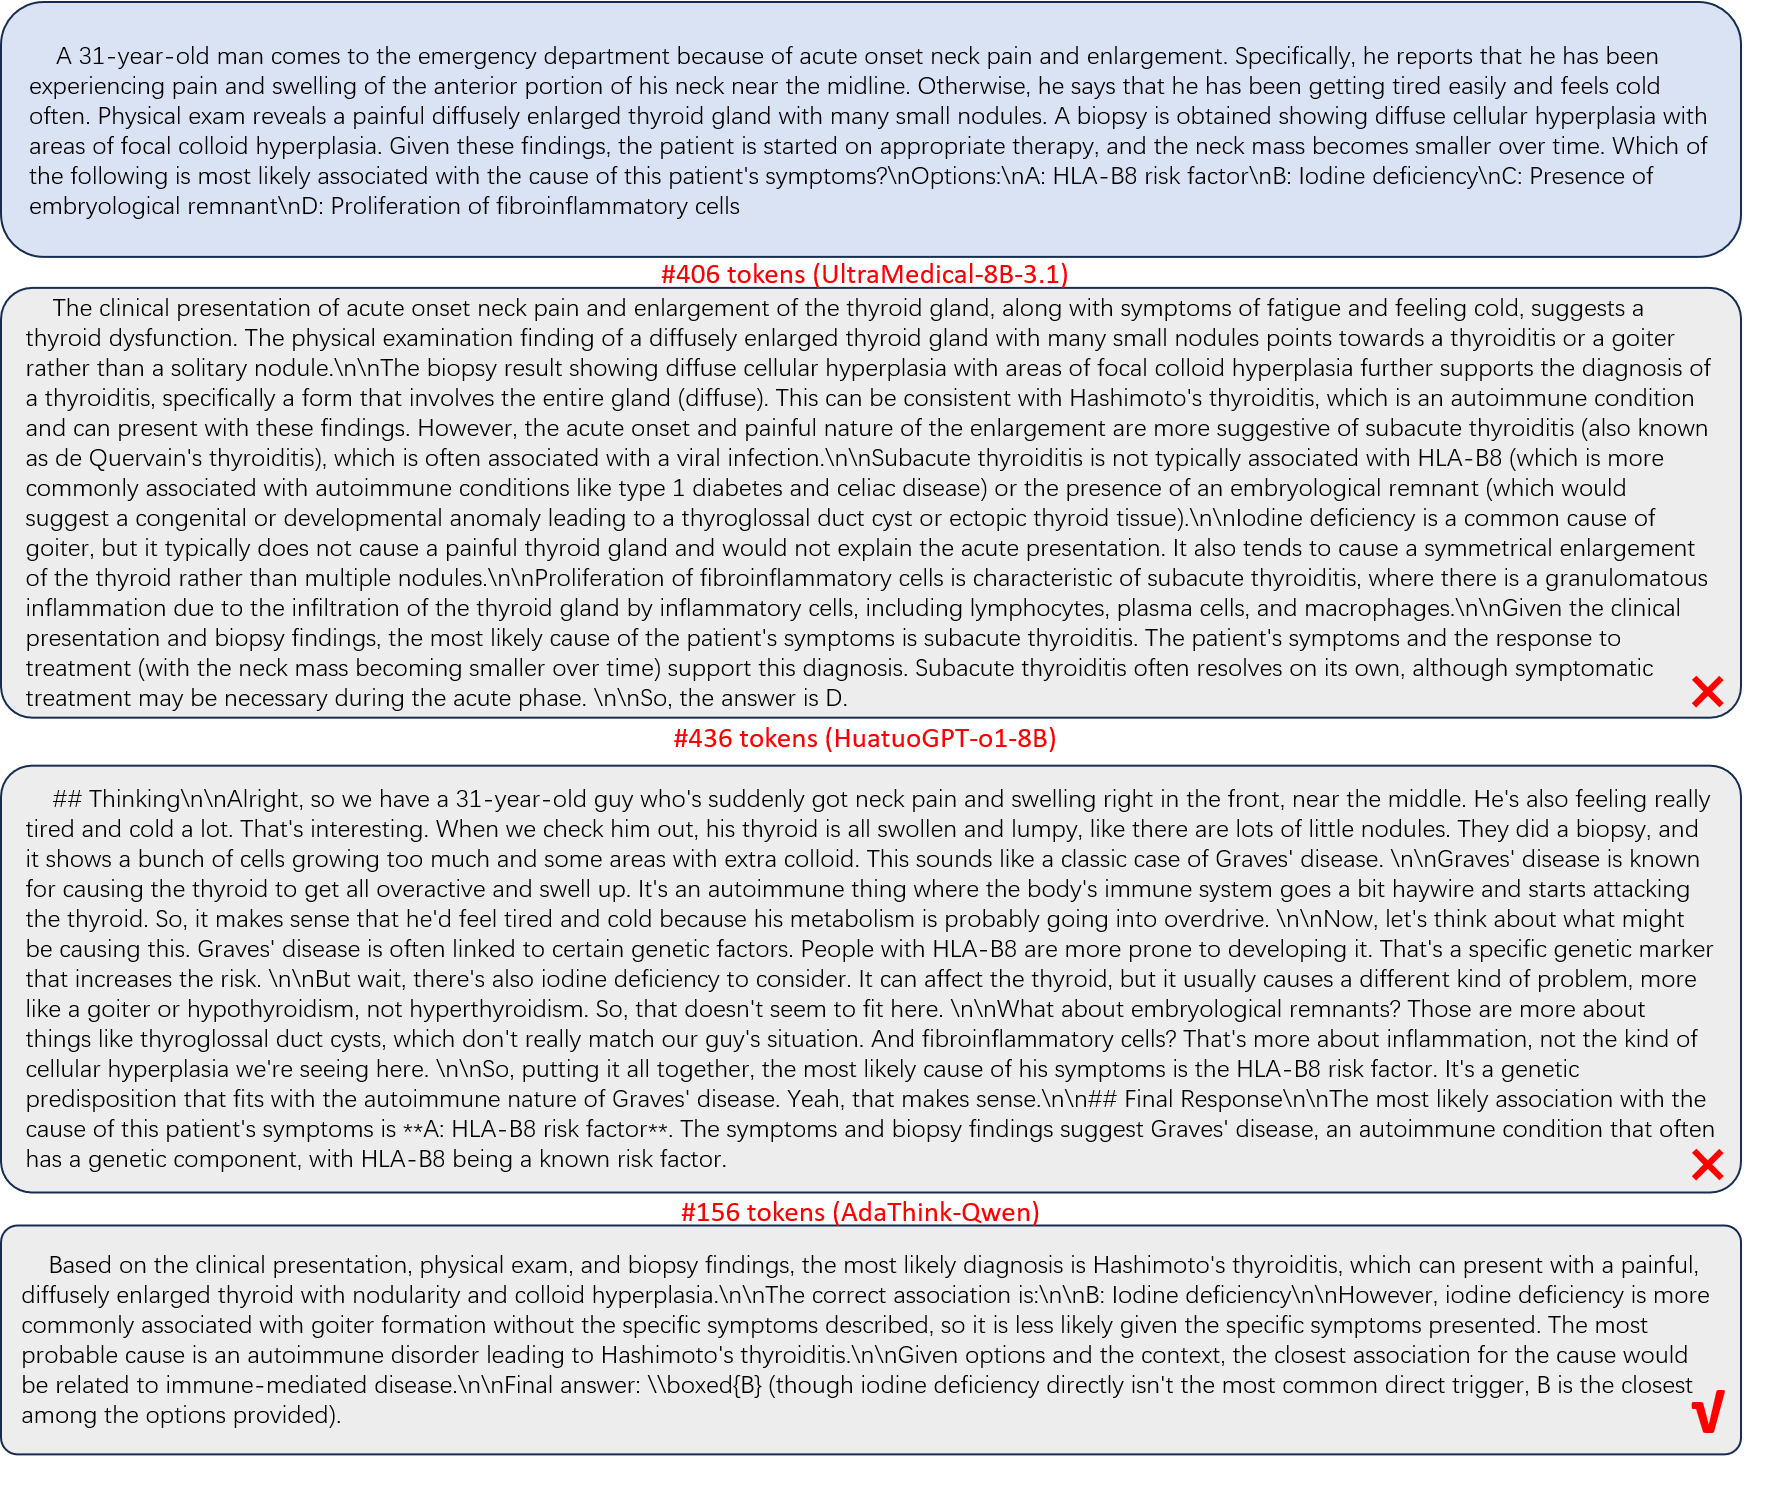 A 31-year-old man comes to the emergency department because of acute onset neck pain and enlargement. Specifically, he reports that he has been
experiencing pain and swelling of the anterior portion of his neck near the midline. Otherwise, he says that he has been getting tired easily and feels cold
often. Physical exam reveals a painful diffusely enlarged thyroid gland with many small nodules. A biopsy is obtained showing diffuse cellular hyperplasia with
areas of focal colloid hyperplasia. Given these findings, the patient is started on appropriate therapy, and the neck mass becomes smaller over time. Which of
the following is most likely associated with the cause of this patient's symptoms?\nOptions:\nA: HLA-B8 risk factor\nB: Iodine deficiency\nC: Presence of
embryological remnant\nD: Proliferation of fibroinflammatory cells
#406 tokens (UltraMedical-8B-3.1)
The clinical presentation of acute onset neck pain and enlargement of the thyroid gland, along with symptoms of fatigue and feeling cold, suggests a
thyroid dysfunction. The physical examination finding of a diffusely enlarged thyroid gland with many small nodules points towards a thyroiditis or a goiter
rather than a solitary nodule.\n\nThe biopsy result showing diffuse cellular hyperplasia with areas of focal colloid hyperplasia further supports the diagnosis of
a thyroiditis, specifically a form that involves the entire gland (diffuse). This can be consistent with Hashimoto's thyroiditis, which is an autoimmune condition
and can present with these findings. However, the acute onset and painful nature of the enlargement are more suggestive of subacute thyroiditis (also known
as de Quervain's thyroiditis), which is often associated with a viral infection.\n\nSubacute thyroiditis is not typically associated with HLA-B8 (which is more
commonly associated with autoimmune conditions like type 1 diabetes and celiac disease) or the presence of an embryological remnant (which would
suggest a congenital or developmental anomaly leading to a thyroglossal duct cyst or ectopic thyroid tissue).\n\nIodine deficiency is a common cause of
goiter, but it typically does not cause a painful thyroid gland and would not explain the acute presentation. It also tends to cause a symmetrical enlargement
of the thyroid rather than multiple nodules.\n\nProliferation of fibroinflammatory cells is characteristic of subacute thyroiditis, where there is a granulomatous
inflammation due to the infiltration of the thyroid gland by inflammatory cells, including lymphocytes, plasma cells, and macrophages.\n\nGiven the clinical
presentation and biopsy findings, the most likely cause of the patient's symptoms is subacute thyroiditis. The patient's symptoms and the response to
treatment (with the neck mass becoming smaller over time) support this diagnosis. Subacute thyroiditis often resolves on its own, although symptomatic
treatment may be necessary during the acute phase. \n\nSo, the answer is D.
#436 tokens (HuatuoGPT-o1-8B)
## Thinking\n\nAlright, so we have a 31-year-old guy who's suddenly got neck pain and swelling right in the front, near the middle. He's also feeling really
tired and cold a lot. That's interesting. When we check him out, his thyroid is all swollen and lumpy, like there are lots of little nodules. They did a biopsy, and
it shows a bunch of cells growing too much and some areas with extra colloid. This sounds like a classic case of Graves' disease. \n\nGraves' disease is known
for causing the thyroid to get all overactive and swell up. It's an autoimmune thing where the body's immune system goes a bit haywire and starts attacking
the thyroid. So, it makes sense that he'd feel tired and cold because his metabolism is probably going into overdrive. \n\nNow, let's think about what might
be causing this. Graves' disease is often linked to certain genetic factors. People with HLA-B8 are more prone to developing it. That's a specific genetic marker
that increases the risk. \n\nBut wait, there's also iodine deficiency to consider. It can affect the thyroid, but it usually causes a different kind of problem, more
like a goiter or hypothyroidism, not hyperthyroidism. So, that doesn't seem to fit here. \n\nWhat about embryological remnants? Those are more about
things like thyroglossal duct cysts, which don't really match our guy's situation. And fibroinflammatory cells? That's more about inflammation, not the kind of
cellular hyperplasia we're seeing here. \n\nSo, putting it all together, the most likely cause of his symptoms is the HLA-B8 risk factor. It's a genetic
predisposition that fits with the autoimmune nature of Graves' disease. Yeah, that makes sense.\n\n## Final Response\n\nThe most likely association with the
cause of this patient's symptoms is **A: HLA-B8 risk factor**. The symptoms and biopsy findings suggest Graves' disease, an autoimmune condition that often
has a genetic component, with HLA-B8 being a known risk factor.
#156 tokens (AdaThink-Qwen)
Based on the clinical presentation, physical exam, and biopsy findings, the most likely diagnosis is Hashimoto's thyroiditis, which can present with a painful,
diffusely enlarged thyroid with nodularity and colloid hyperplasia.\n\nThe correct association is:\n\nB: Iodine deficiency\n\nHowever, iodine deficiency is more
commonly associated with goiter formation without the specific symptoms described, so it is less likely given the specific symptoms presented. The most
probable cause is an autoimmune disorder leading to Hashimoto's thyroiditis.\n\nGiven options and the context, the closest association for the cause would
be related to immune-mediated disease.\n\nFinal answer: \\boxed{B} (though iodine deficiency directly isn't the most common direct trigger, B is the closest
among the options provided).